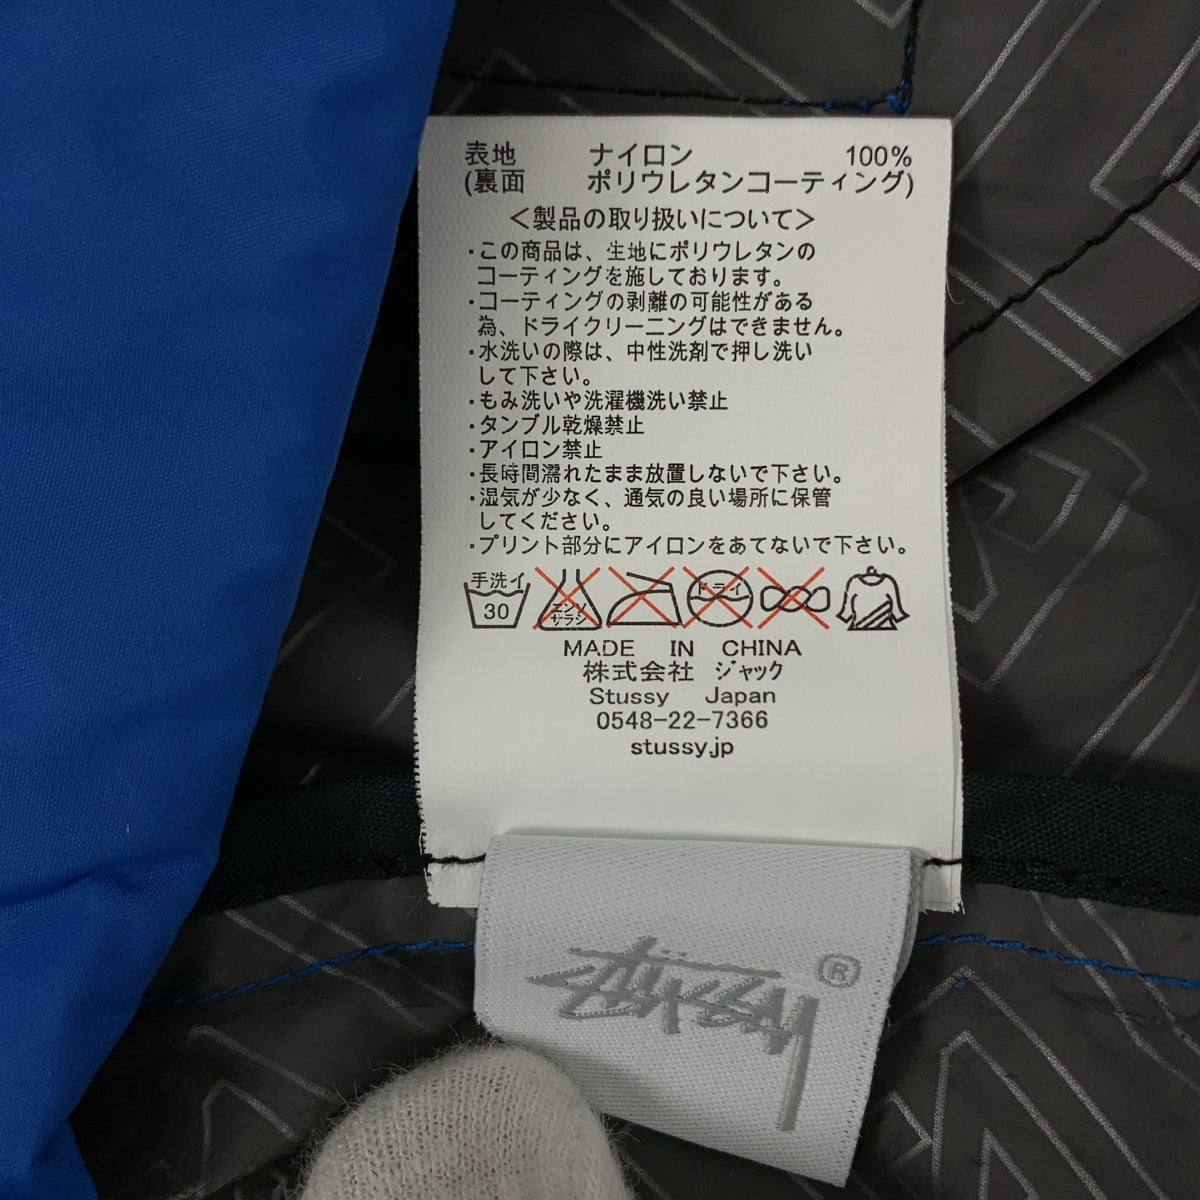 表地 ナイロン 100%
(裏面 ポリウレタンコーティング)
＜製品の取り扱いについて＞
・この商品は、生地にポリウレタンの
コーティングを施しております。
・コーティングの剥離の可能性がある
為、ドライクリーニングはできません。
・水洗いの際は、中性洗剤で押し洗い
して下さい。
・もみ洗いや洗濯機洗い禁止
・タンブル乾燥禁止
・アイロン禁止
・長時間濡れたまま放置しないで下さい。
・湿気が少なく、通気の良い場所に保管
してください。
・プリント部分にアイロンをあてないで下さい。
手洗イ
30
エンソ
サラシ
ドライ
MADE IN CHINA
株式会社 ジャック
Stussy Japan
0548-22-7366
stussy.jp
Stüssy ®